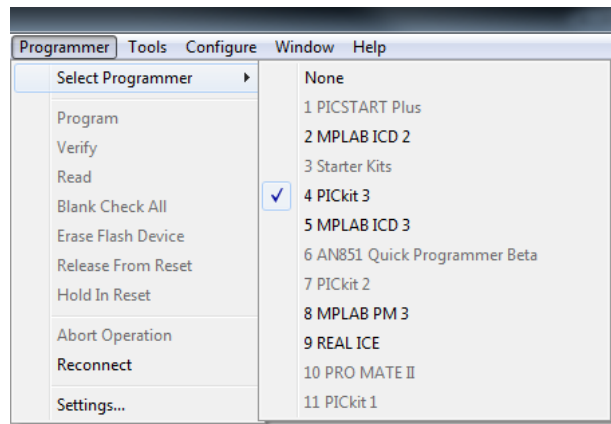 Programmer Tools Configure Window Help
Select Programmer
Program
Verify
Read
Blank Check All
Erase Flash Device
Release From Reset
Hold In Reset
Abort Operation
Reconnect
Settings...
None
1 PICSTART Plus
2 MPLAB ICD 2
3 Starter Kits
4 PICkit 3
5 MPLAB ICD 3
6 AN851 Quick Programmer Beta
7 PICkit 2
8 MPLAB PM 3
9 REAL ICE
10 PRO MATE II
11 PICkit 1